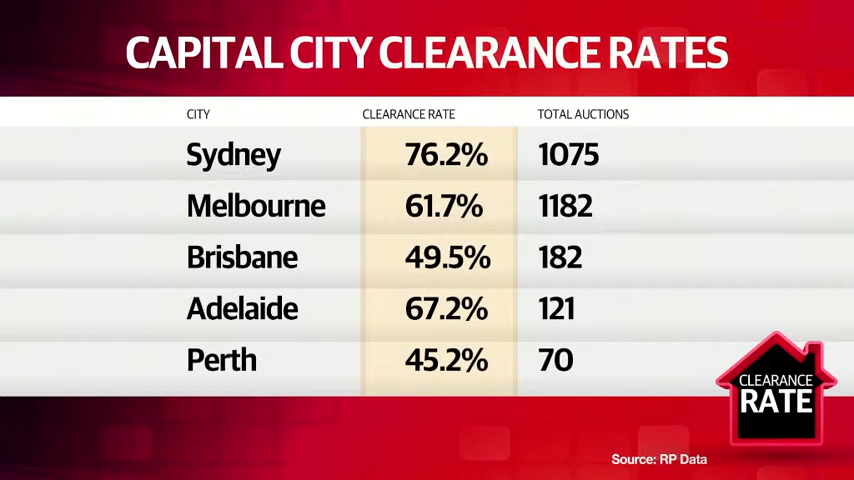 CAPITAL CITY CLEARANCE RATES
CITY CLEARANCE RATE TOTAL AUCTIONS
Sydney 76.2% 1075
Melbourne 61.7% 1182
Brisbane 49.5% 182
Adelaide 67.2% 121
Perth 45.2% 70
CLEARANCE
RATE
Source: RP Data